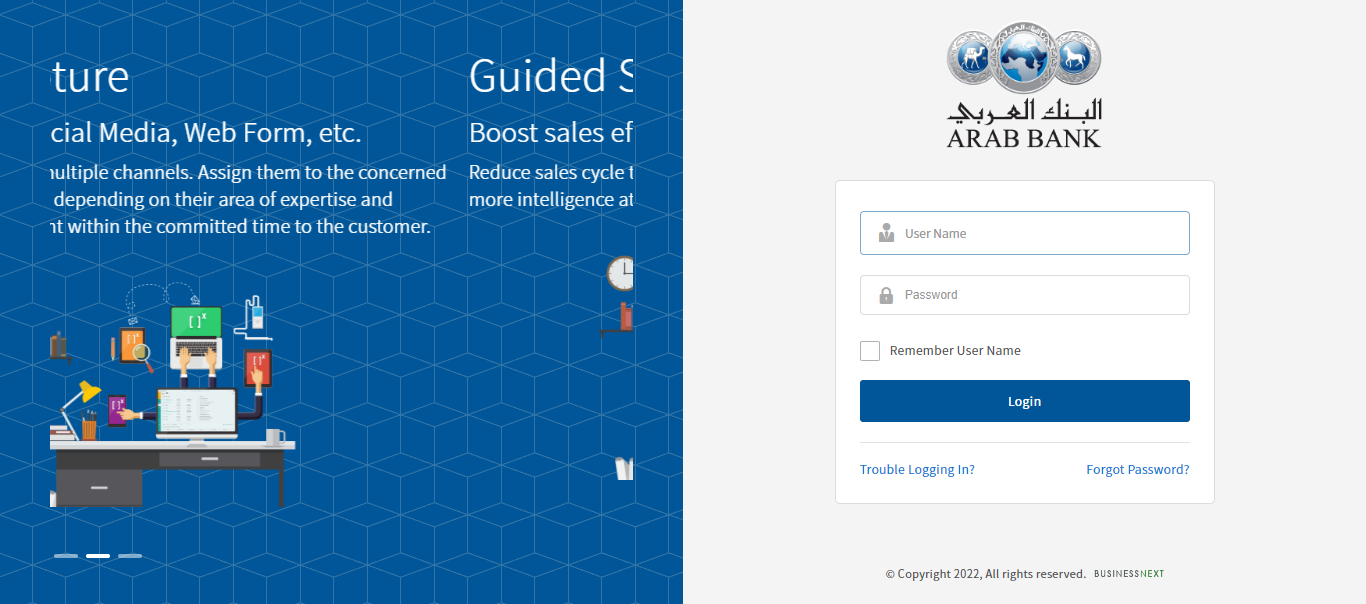 ture
cial Media, Web Form, etc.
ultiple channels. Assign them to the concerned
depending on their area of expertise and
nt within the committed time to the customer.
Guided S
Boost sales ef
Reduce sales cycle t
more intelligence at
البنك العربي
ARAB BANK
User Name
Password
Remember User Name
Login
Trouble Logging In?
Forgot Password?
© Copyright 2022, All rights reserved. BUSINESSNEXT